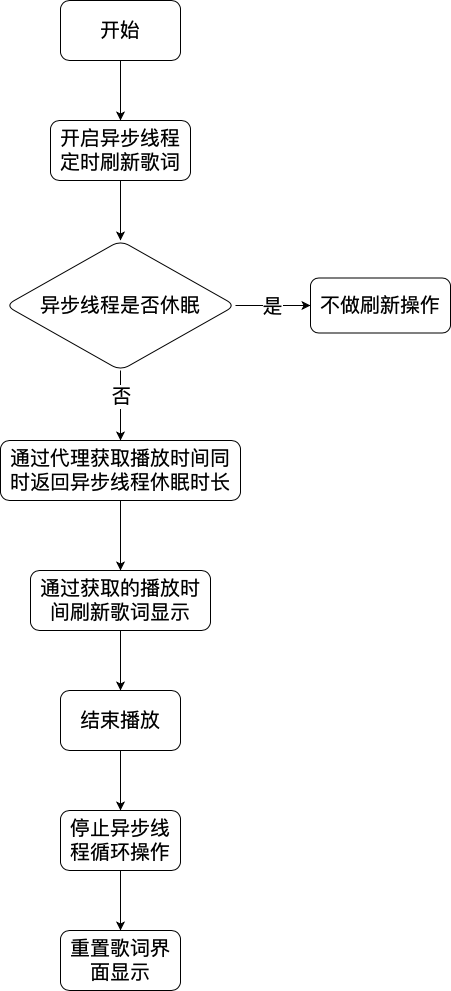 开始
开启异步线程
定时刷新歌词
异步线程是否休眠
是
不做刷新操作
否
通过代理获取播放时间同
时返回异步线程休眠时长
通过获取的播放时
间刷新歌词显示
结束播放
停止异步线
程循环操作
重置歌词界
面显示